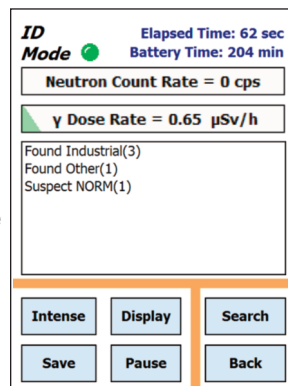 ID Elapsed Time: 62 sec
Mode Battery Time: 204 min
Neutron Count Rate = 0 cps
γ Dose Rate = 0.65 µSv/h
Found Industrial(3)
Found Other(1)
Suspect NORM(1)
Intense Display Search
Save Pause Back